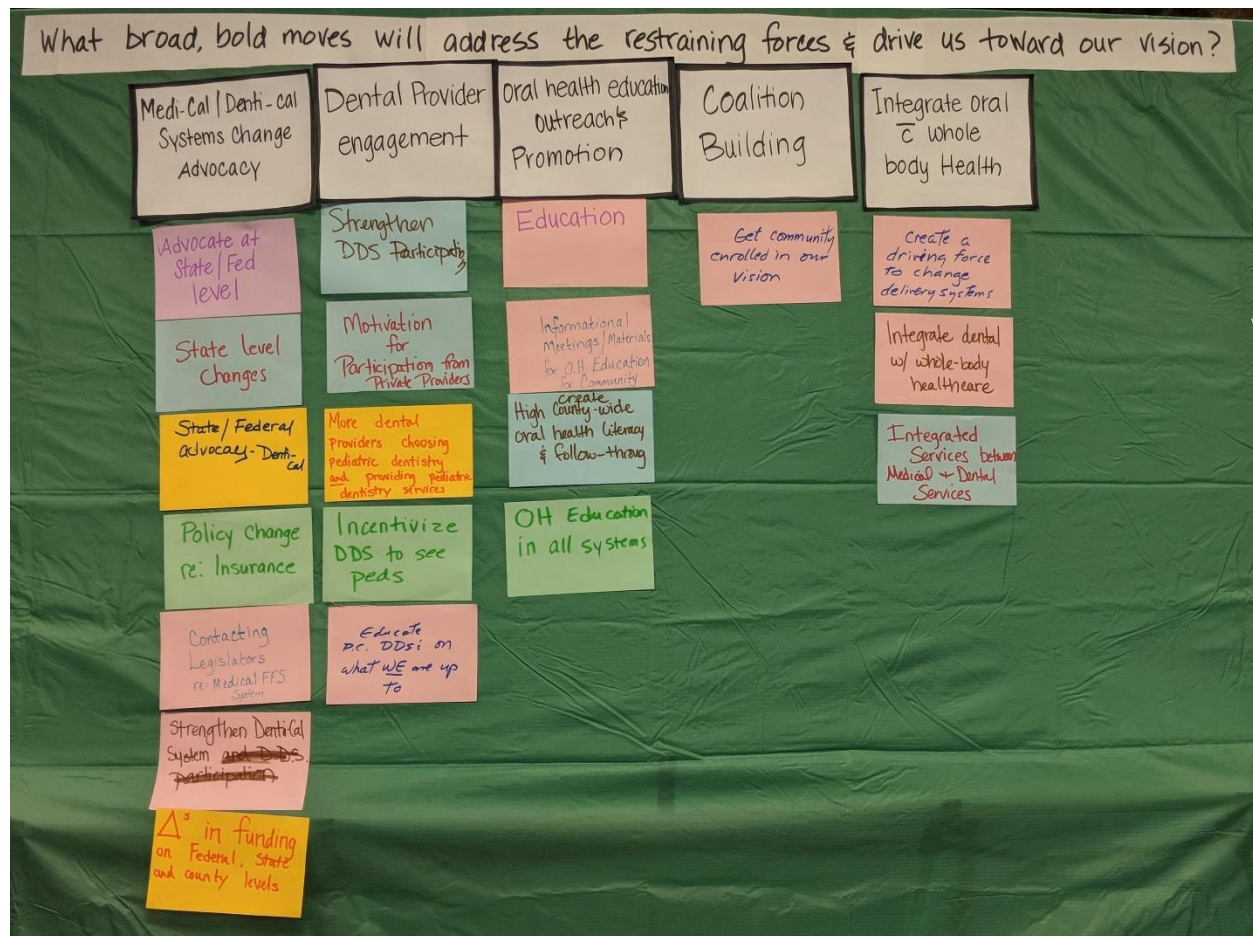 What broad, bold moves will address the restraining forces & drive us toward our vision?
Medi-Cal/Denti-cal
Systems Change
Advocacy
Advocate at
State/Fed
level
State level
Changes
State/Federal
advocacy-Denti-
Cal
Policy Change
re: Insurance
Contacting
Legislators
re: Medical FFS
System
Strengthen Denti-Cal
System and D.D.S.
participation
Δs in funding
on Federal, State
and county levels
Dental Provider
engagement
Strengthen
DDS Participation
Motivation
for
Participation from
Private Providers
More dental
providers choosing
pediatric dentistry
and providing pediatric
dentistry services
Incentivize
DDS to see
peds
Educate
P.C. DDSs on
what WE are up
to
Oral health education
outreach &
Promotion
Education
Informational
Meetings/Materials
for O.H. Education
for Community
create
High County-wide
oral health literacy
& follow-throug
OH Education
in all systems
Coalition
Building
Get community
enrolled in our
vision
Integrate oral
c̅ whole
body Health
Create a
driving force
to change
delivery systems
Integrate dental
w/ whole-body
healthcare
Integrated
Services between
Medical + Dental
Services